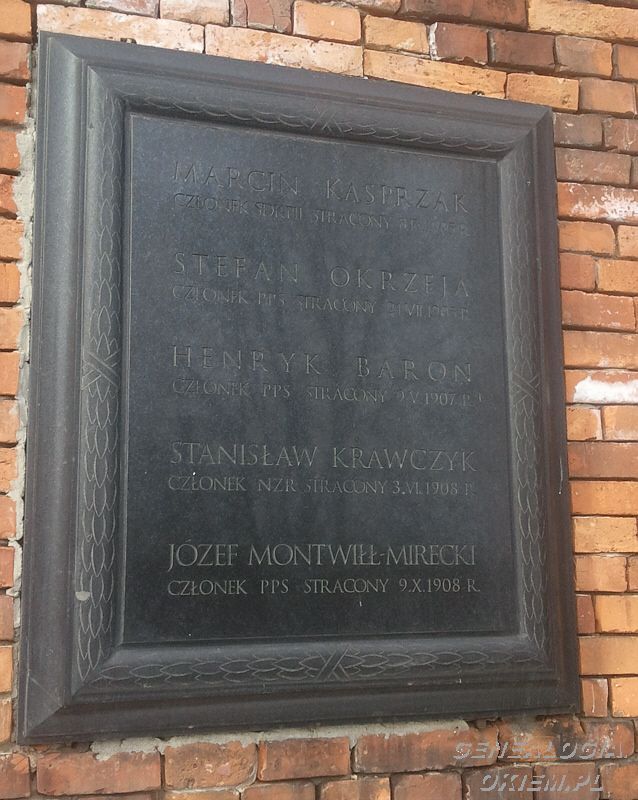 MARCIN KASPRZAK
CZŁONEK SDKPIL STRACONY
STEFAN OKRZEJA
CZŁONEK PPS STRACONY 21.VII.1905 R.
HENRYK BARON
CZŁONEK PPS STRACONY 9.V.1907. R.
STANISŁAW KRAWCZYK
CZŁONEK NZR STRACONY 3.VI.1908 R.
JÓZEF MONTWIŁŁ-MIRECKI
CZŁONEK PPS STRACONY 9.X.1908 R.
GENEALOGIA
OKIEM.PL